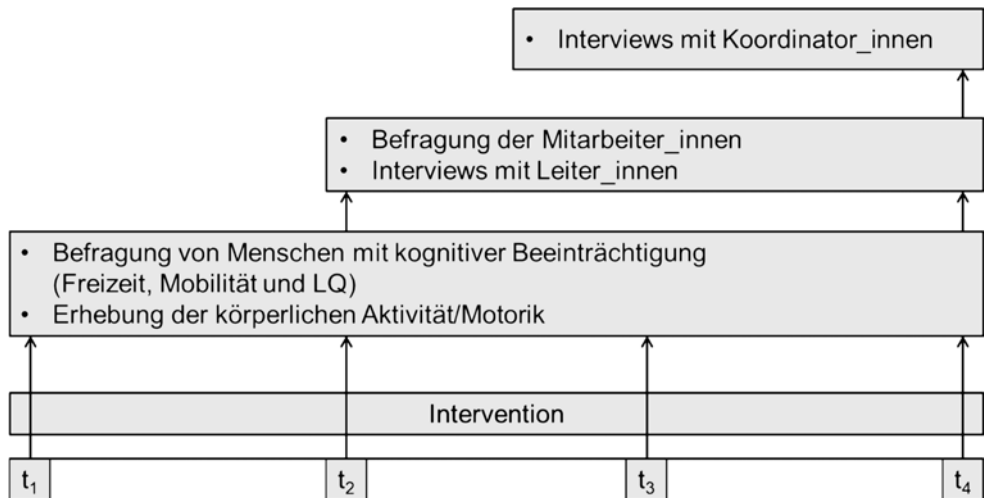 • Interviews mit Koordinator_innen
• Befragung der Mitarbeiter_innen
• Interviews mit Leiter_innen
• Befragung von Menschen mit kognitiver Beeinträchtigung
(Freizeit, Mobilität und LQ)
• Erhebung der körperlichen Aktivität/Motorik
Intervention
t₁ t₂ t₃ t₄